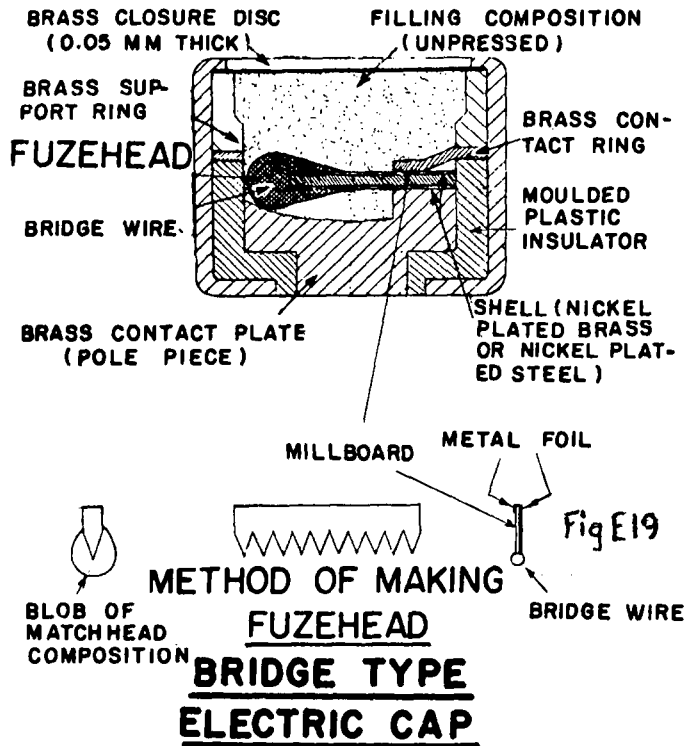 BRASS CLOSURE DISC
(0.05 MM THICK)
FILLING COMPOSITION
(UNPRESSED)
BRASS SUP-
PORT RING
BRASS CON-
TACT RING
FUZEHEAD
MOULDED
PLASTIC
INSULATOR
BRIDGE WIRE
SHELL (NICKEL
PLATED BRASS
OR NICKEL PLAT-
ED STEEL)
BRASS CONTACT PLATE
(POLE PIECE)
MILLBOARD
METAL FOIL
Fig E19
BLOB OF
MATCHHEAD
COMPOSITION
BRIDGE WIRE
METHOD OF MAKING
FUZEHEAD
BRIDGE TYPE
ELECTRIC CAP